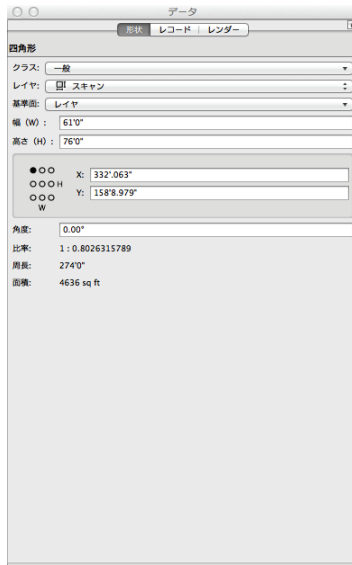 データ
形状 レコード レンダー
四角形
クラス: 一般
レイヤ: スキャン
基準面: レイヤ
幅 (W) : 61'0"
高さ (H) : 76'0"
X: 332'.063"
H
Y: 158'8.979"
W
角度: 0.00°
比率: 1 : 0.8026315789
周長: 274'0"
面積: 4636 sq ft